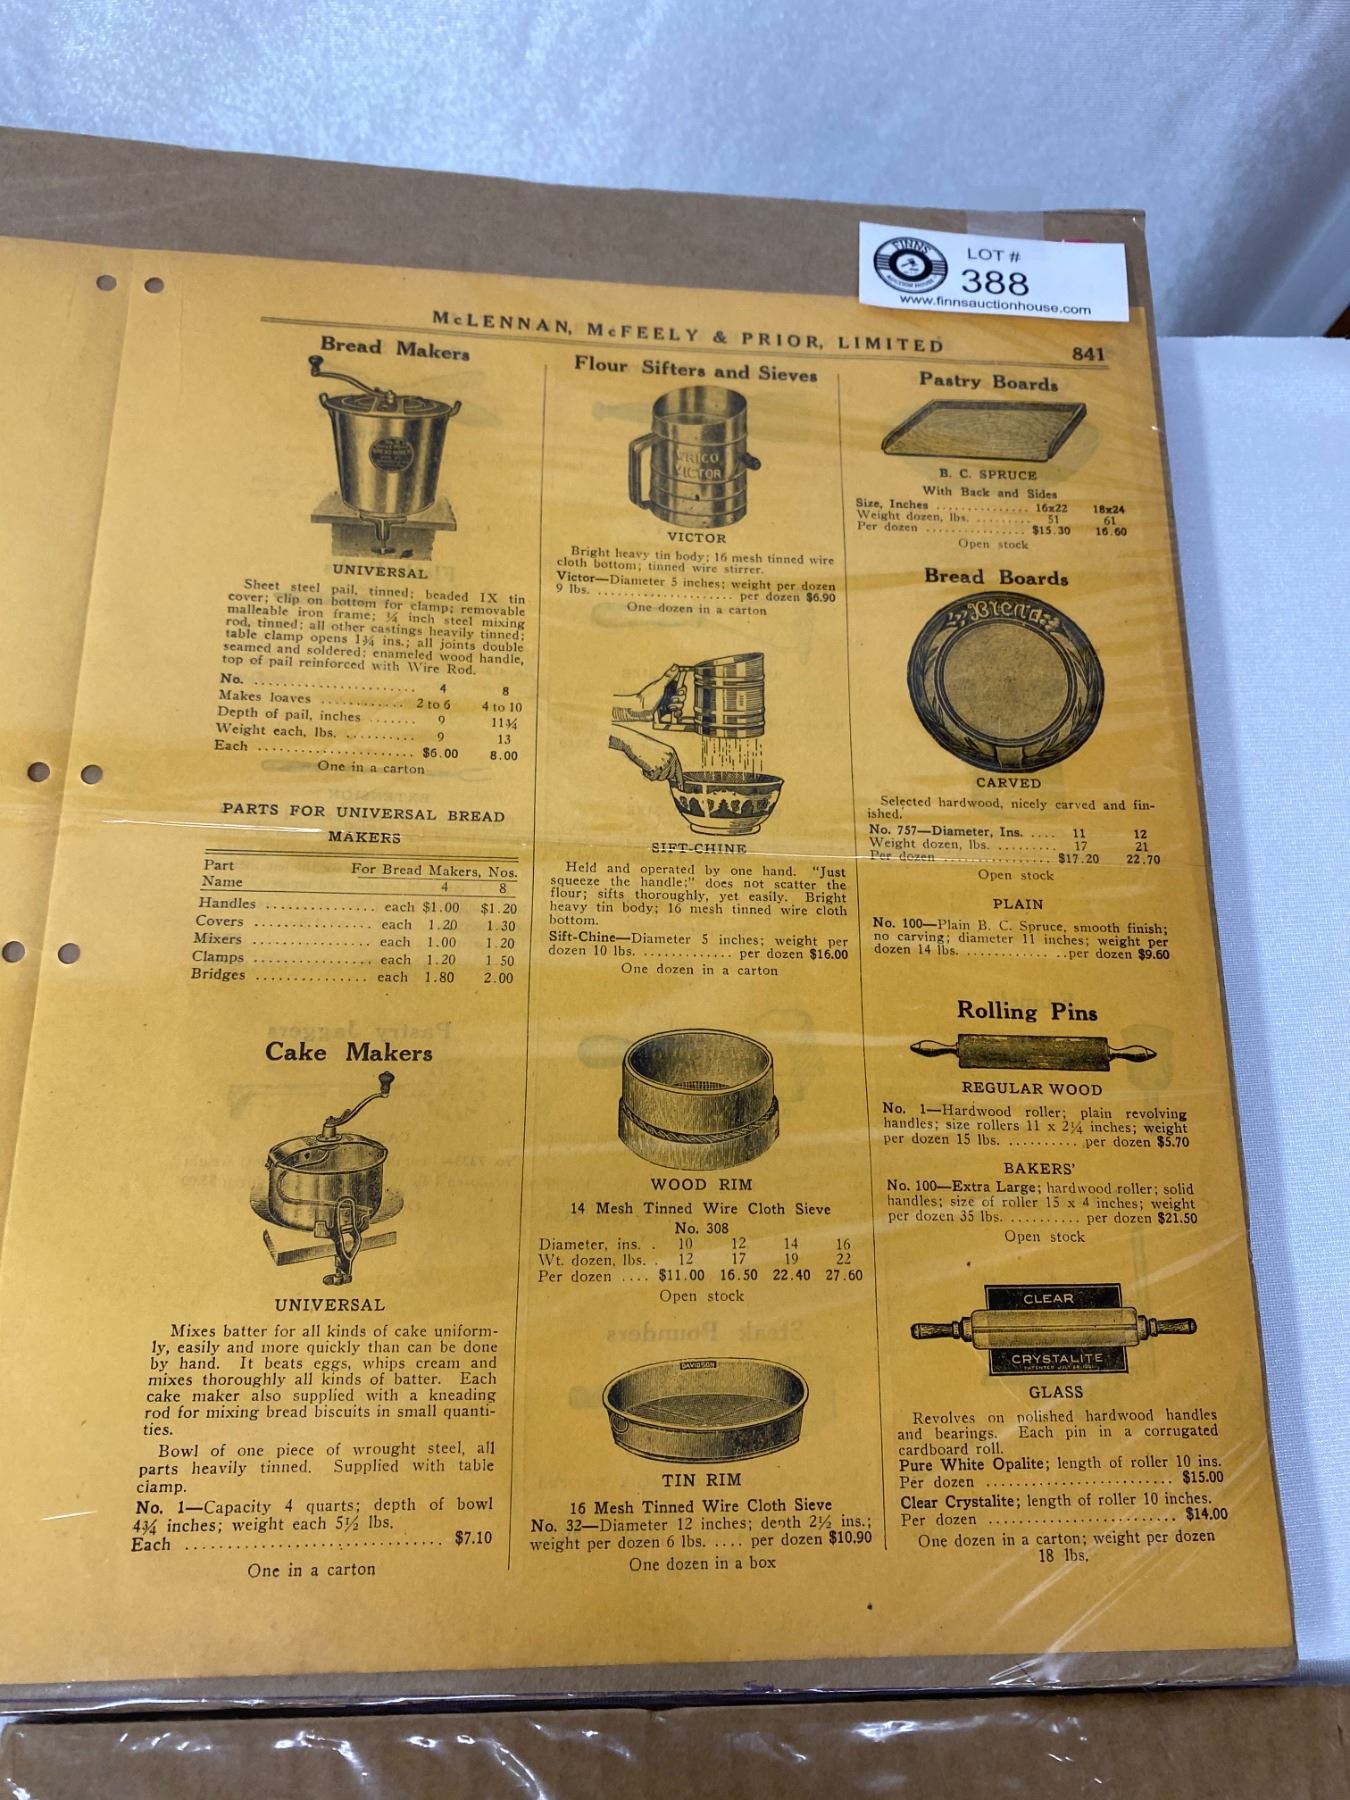 FINNS
AUCTION HOUSE
LOT #
388
www.finnsauctionhouse.com
McLENNAN, McFEELY & PRIOR, LIMITED
841
Bread Makers
UNIVERSAL
Sheet steel pail, tinned; beaded IX tin
cover; clip on bottom for clamp; removable
malleable iron frame; ¼ inch steel mixing
rod, tinned; all other castings heavily tinned;
table clamp opens 1¾ ins.; all joints double
seamed and soldered; enameled wood handle,
top of pail reinforced with Wire Rod.
No. .......................... 4 8
Makes loaves ............ 2 to 6 4 to 10
Depth of pail, inches ....... 9 11¾
Weight each, lbs. .......... 9 13
Each ....................... $6.00 8.00
One in a carton
PARTS FOR UNIVERSAL BREAD
MAKERS
Part For Bread Makers, Nos.
Name 4 8
Handles ................ each $1.00 $1.20
Covers .................. each 1.20 1.30
Mixers .................. each 1.00 1.20
Clamps .................. each 1.20 1.50
Bridges ................ each 1.80 2.00
Cake Makers
UNIVERSAL
Mixes batter for all kinds of cake uniform-
ly, easily and more quickly than can be done
by hand. It beats eggs, whips cream and
mixes thoroughly all kinds of batter. Each
cake maker also supplied with a kneading
rod for mixing bread biscuits in small quanti-
ties.
Bowl of one piece of wrought steel, all
parts heavily tinned. Supplied with table
clamp.
No. 1—Capacity 4 quarts; depth of bowl
4¾ inches; weight each 5½ lbs.
Each ................................ $7.10
One in a carton
Flour Sifters and Sieves
VICTOR
VICTOR
Bright heavy tin body; 16 mesh tinned wire
cloth bottom; tinned wire stirrer.
Victor—Diameter 5 inches; weight per dozen
9 lbs. ...................... per dozen $6.90
One dozen in a carton
SIFT-CHINE
Held and operated by one hand. "Just
squeeze the handle;" does not scatter the
flour; sifts thoroughly, yet easily. Bright
heavy tin body; 16 mesh tinned wire cloth
bottom.
Sift-Chine—Diameter 5 inches; weight per
dozen 10 lbs. ............. per dozen $16.00
One dozen in a carton
WOOD RIM
14 Mesh Tinned Wire Cloth Sieve
No. 308
Diameter, ins. . 10 12 14 16
Wt. dozen, lbs. . 12 17 19 22
Per dozen .... $11.00 16.50 22.40 27.60
Open stock
DAVIDSON
TIN RIM
16 Mesh Tinned Wire Cloth Sieve
No. 32—Diameter 12 inches; depth 2½ ins.;
weight per dozen 6 lbs. .... per dozen $10.90
One dozen in a box
Pastry Boards
B. C. SPRUCE
With Back and Sides
Size, Inches .............. 16x22 18x24
Weight dozen, lbs. ......... 51 61
Per dozen ................ $15.30 16.60
Open stock
Bread Boards
Bread
CARVED
Selected hardwood, nicely carved and fin-
ished.
No. 757—Diameter, Ins. .... 11 12
Weight dozen, lbs. ......... 17 21
Per dozen ................. $17.20 22.70
Open stock
PLAIN
No. 100—Plain B. C. Spruce, smooth finish;
no carving; diameter 11 inches; weight per
dozen 14 lbs. ............. per dozen $9.60
Rolling Pins
REGULAR WOOD
No. 1—Hardwood roller; plain revolving
handles; size rollers 11 x 2¼ inches; weight
per dozen 15 lbs. .......... per dozen $5.70
BAKERS'
No. 100—Extra Large; hardwood roller; solid
handles; size of roller 15 x 4 inches; weight
per dozen 35 lbs. .......... per dozen $21.50
Open stock
CLEAR
CRYSTALITE
GLASS
Revolves on polished hardwood handles
and bearings. Each pin in a corrugated
cardboard roll.
Pure White Opalite; length of roller 10 ins.
Per dozen ........................ $15.00
Clear Crystalite; length of roller 10 inches.
Per dozen ........................ $14.00
One dozen in a carton; weight per dozen
18 lbs.